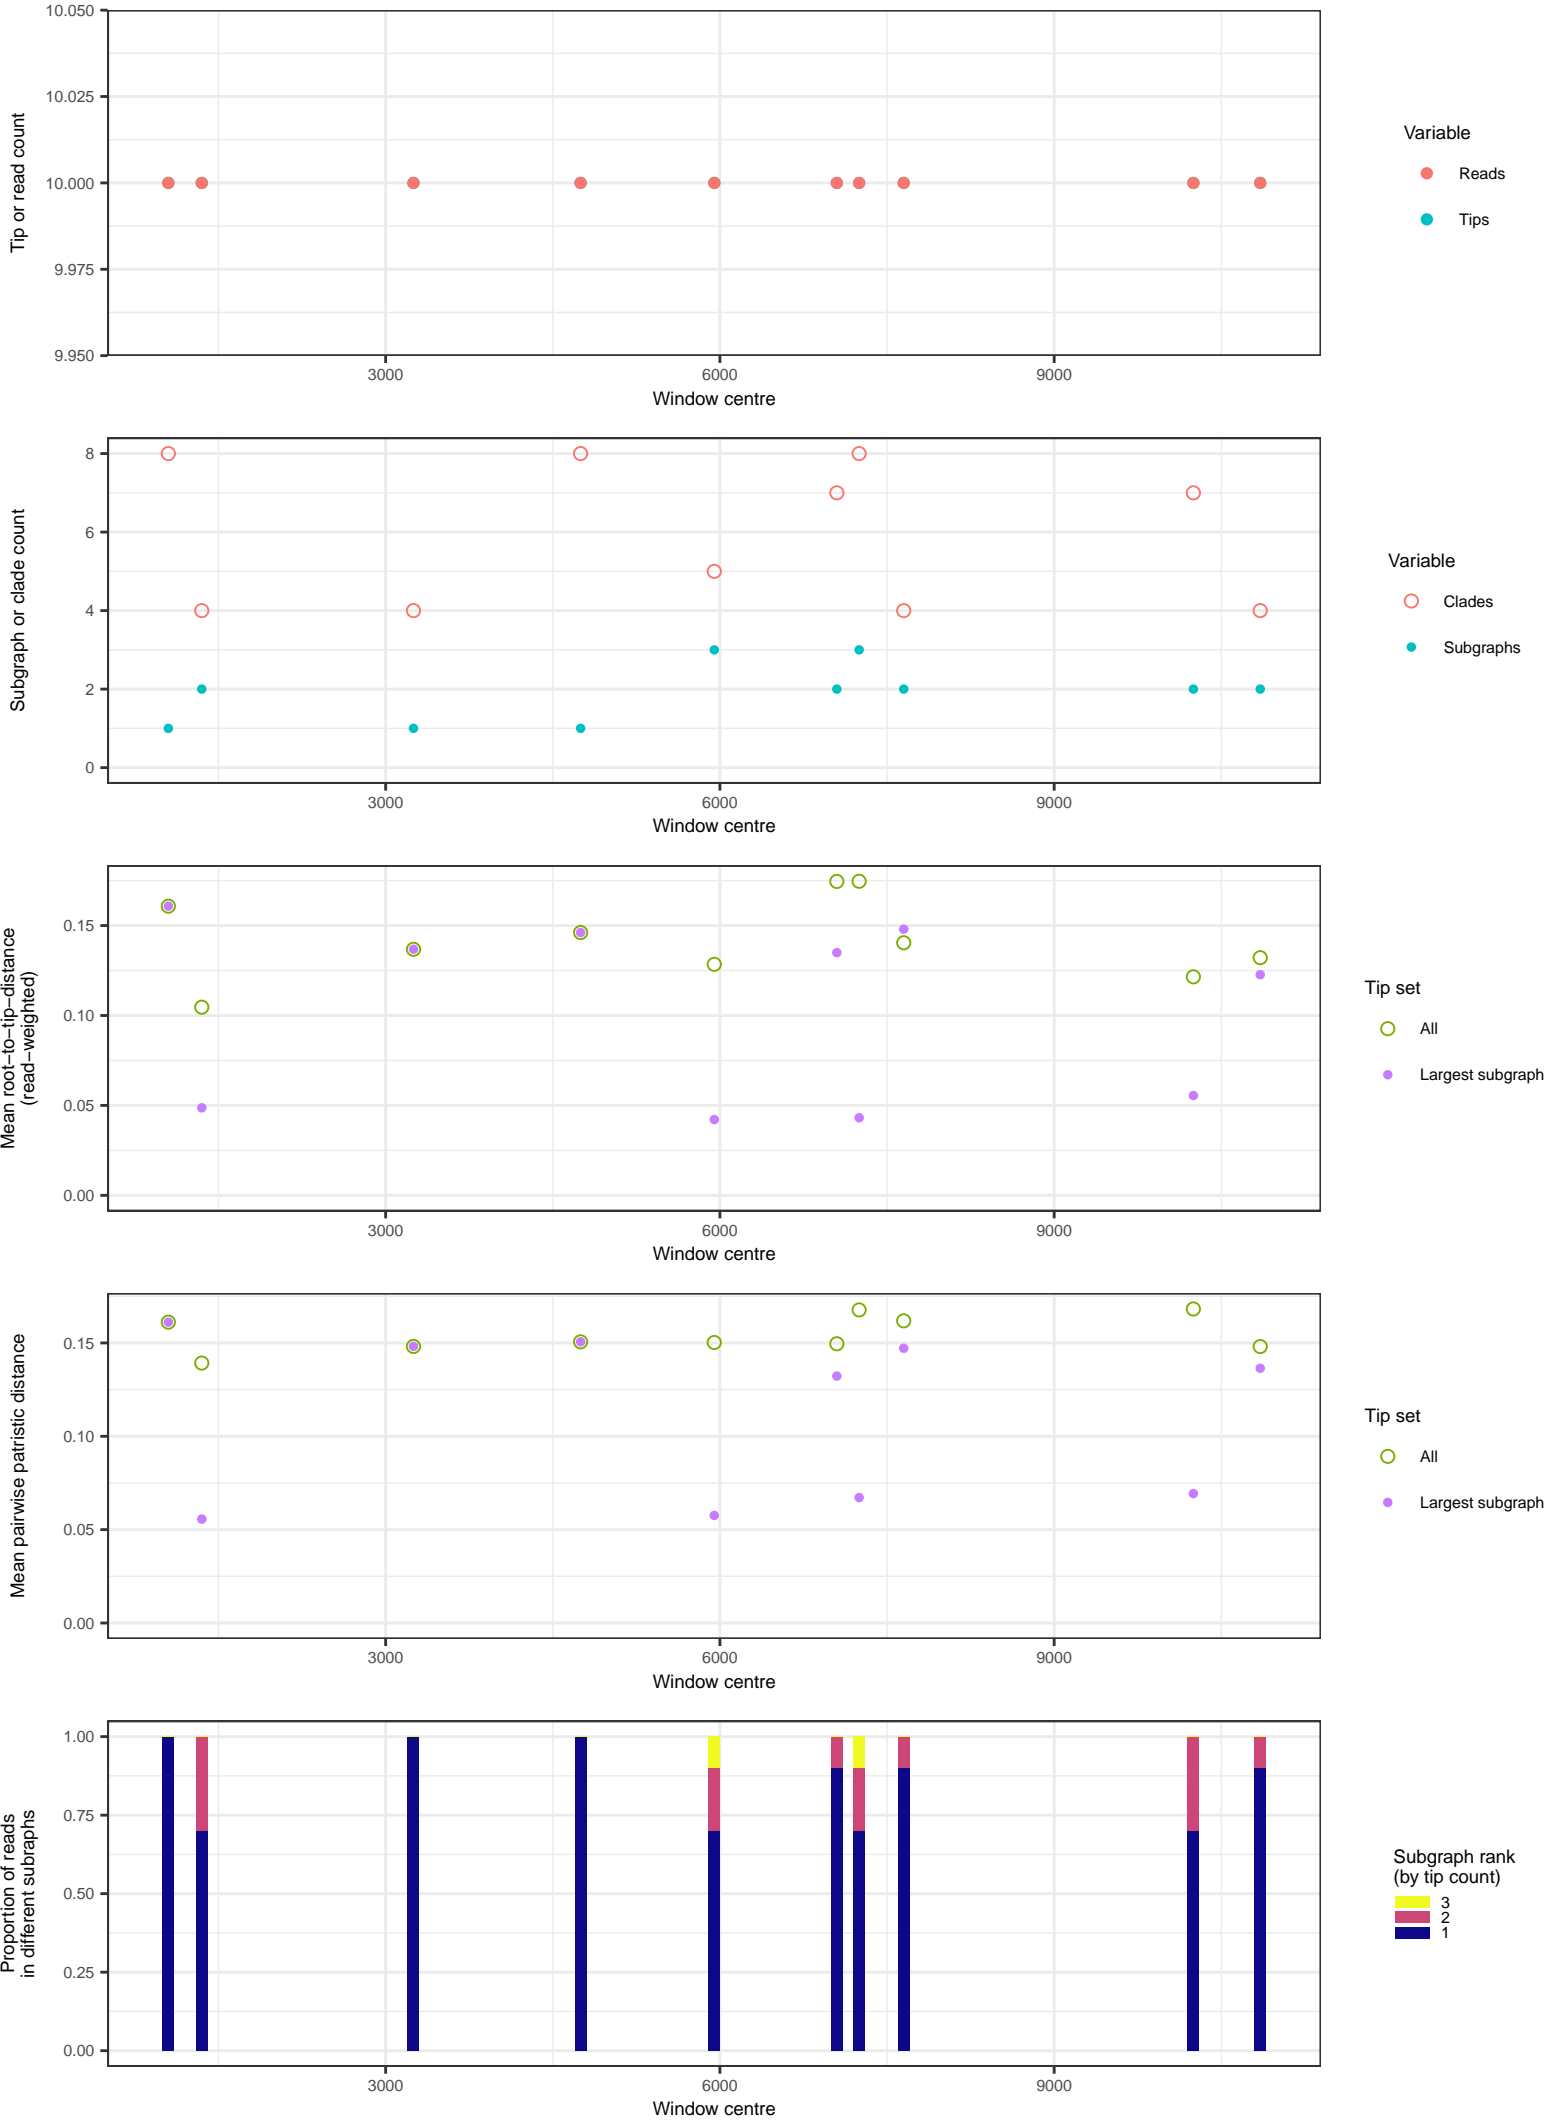 10.050
10.025
10.000
9.975
9.950
Tip or read count
3000 6000 9000
Window centre
Variable
Reads
Tips
8
6
4
2
0
Subgraph or clade count
3000 6000 9000
Window centre
Variable
Clades
Subgraphs
0.15
0.10
0.05
0.00
Mean root−to−tip−distance
(read−weighted)
3000 6000 9000
Window centre
Tip set
All
Largest subgraph
0.15
0.10
0.05
0.00
Mean pairwise patristic distance
3000 6000 9000
Window centre
Tip set
All
Largest subgraph
1.00
0.75
0.50
0.25
0.00
Proportion of reads
in different subraphs
3000 6000 9000
Window centre
Subgraph rank
(by tip count)
3
2
1